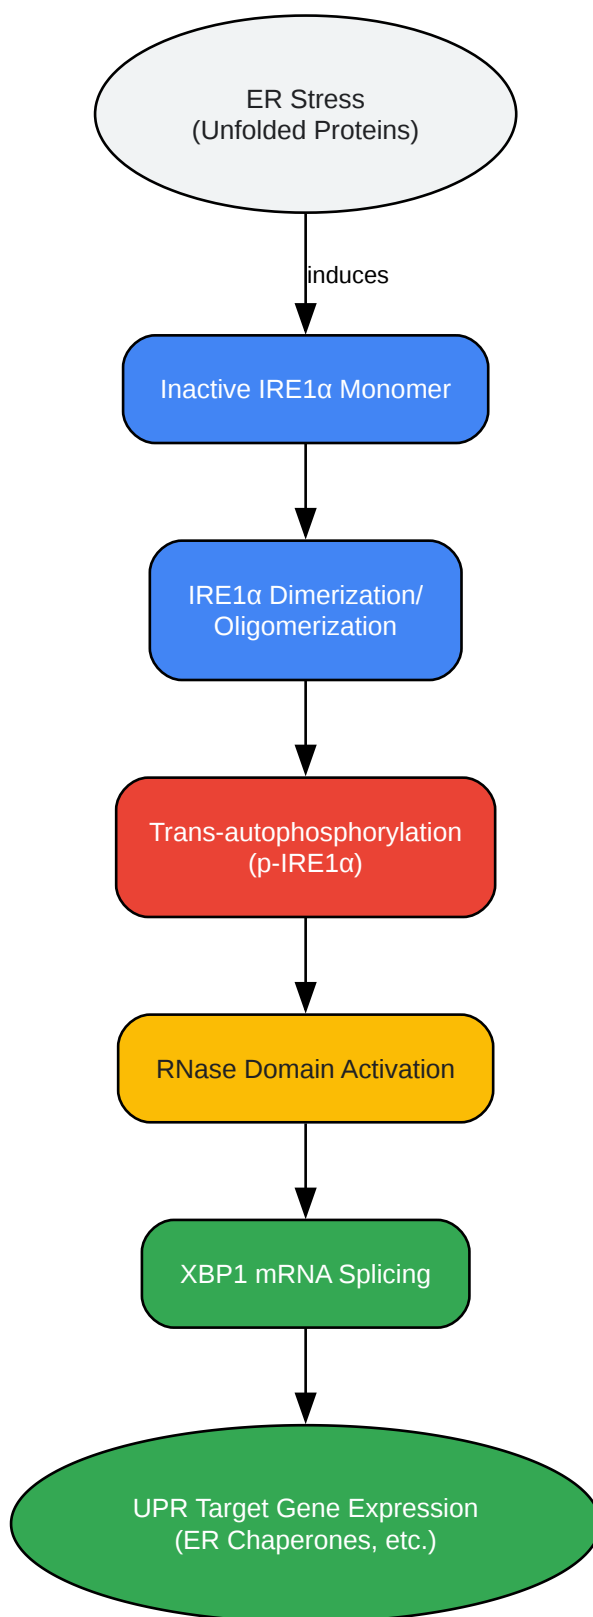 ER Stress
(Unfolded Proteins)
induces
Inactive IRE1α Monomer
IRE1α Dimerization/
Oligomerization
Trans-autophosphorylation
(p-IRE1α)
RNase Domain Activation
XBP1 mRNA Splicing
UPR Target Gene Expression
(ER Chaperones, etc.)